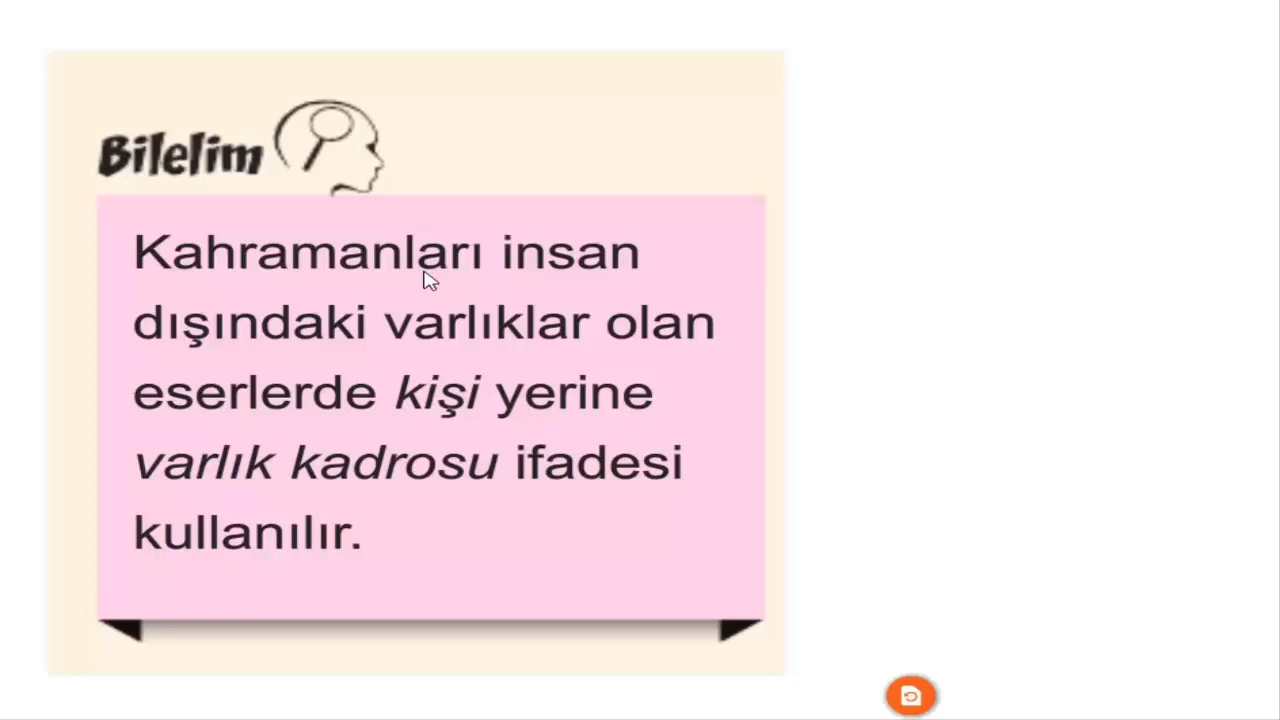 Bilelim
Kahramanları insan
dışındaki varlıklar olan
eserlerde kişi yerine
varlık kadrosu ifadesi
kullanılır.